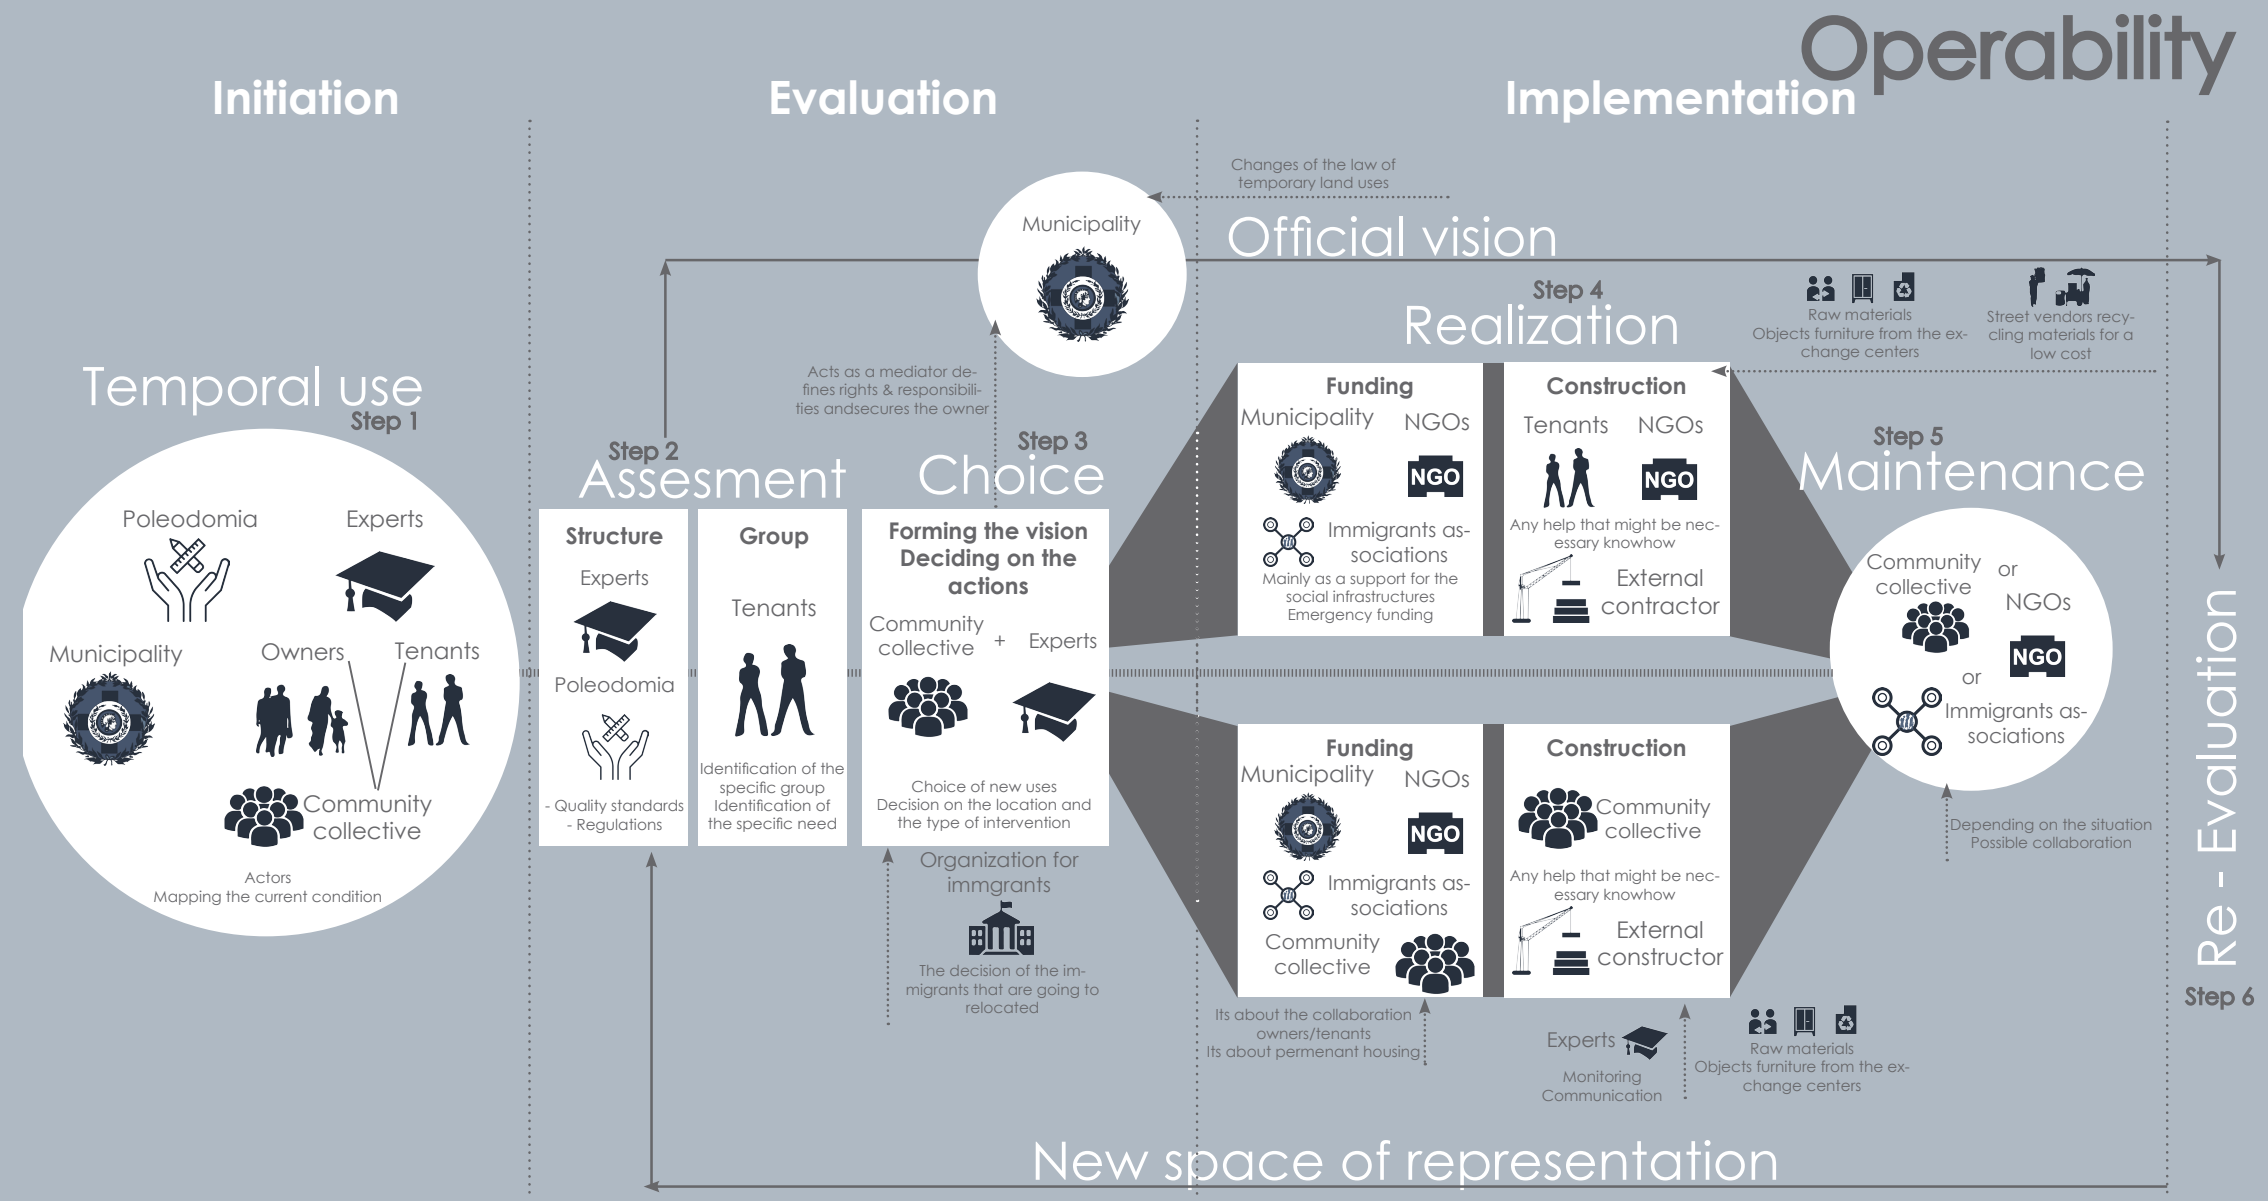 Operability
Initiation
Evaluation
Implementation
Changes of the law of
temporary land uses
Municipality
Official vision
Acts as a mediator de-
fines rights & responsibili-
ties andsecures the owner
Temporal use
Step 1
Poleodomia
Experts
Municipality
Owners
Tenants
Community
collective
Actors
Mapping the current condition
Step 2
Assesment
Structure
Experts
Poleodomia
- Quality standards
- Regulations
Group
Tenants
Identification of the
specific group
Identification of
the specific need
Step 3
Choice
Forming the vision
Deciding on the
actions
Community
collective
+
Experts
Choice of new uses
Decision on the location and
the type of intervention
Organization for
immgrants
The decision of the im-
migrants that are going to
relocated
Step 4
Realization
Raw materials
Objects furniture from the ex-
change centers
Street vendors recy-
cling materials for a
low cost
Funding
Municipality
NGOs
NGO
Immigrants as-
sociations
Mainly as a support for the
social infrastructures
Emergency funding
Construction
Tenants
NGOs
NGO
Any help that might be nec-
essary knowhow
External
contractor
Funding
Municipality
NGOs
NGO
Immigrants as-
sociations
Community
collective
Its about the collaboration
owners/tenants
Its about permenant housing
Construction
Community
collective
Any help that might be nec-
essary knowhow
External
constructor
Experts
Monitoring
Communication
Raw materials
Objects furniture from the ex-
change centers
Step 5
Maintenance
Community
collective
or
NGOs
NGO
or
Immigrants as-
sociations
Depending on the situation
Possible collaboration
Re - Evaluation
Step 6
New space of representation